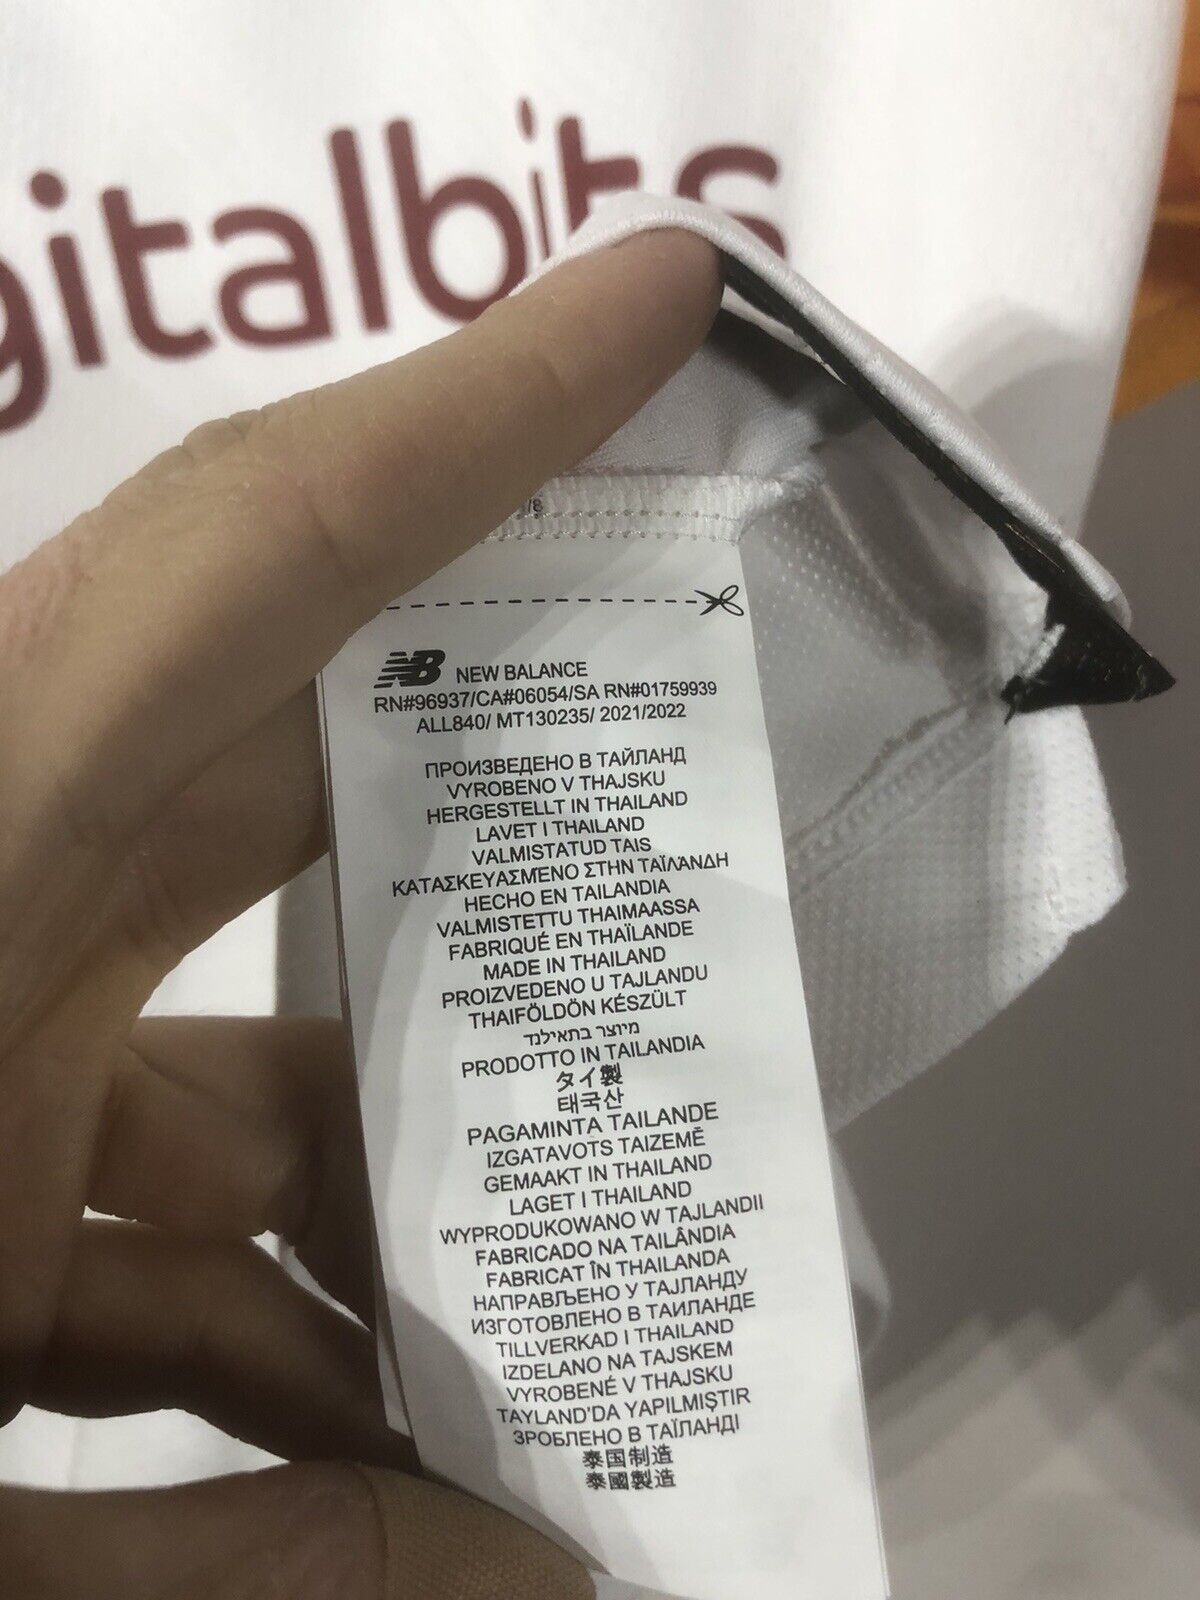 gitalbits
/8
NB NEW BALANCE
RN#96937/CA#06054/SA RN#01759939
ALL840/ MT130235/ 2021/2022
ПРОИЗВЕДЕНО В ТАЙЛАНД
VYROBENO V THAJSKU
HERGESTELLT IN THAILAND
LAVET I THAILAND
VALMISTATUD TAIS
ΚΑΤΑΣΚΕΥΑΣΜΈΝΟ ΣΤΗΝ ΤΑΪΛΆΝΔΗ
HECHO EN TAILANDIA
VALMISTETTU THAIMAASSA
FABRIQUÉ EN THAÏLANDE
MADE IN THAILAND
PROIZVEDENO U TAJLANDU
THAIFÖLDÖN KÉSZÜLT
מיוצר בתאילנד
PRODOTTO IN TAILANDIA
タイ製
태국산
PAGAMINTA TAILANDE
IZGATAVOTS TAIZEMĒ
GEMAAKT IN THAILAND
LAGET I THAILAND
WYPRODUKOWANO W TAJLANDII
FABRICADO NA TAILÂNDIA
FABRICAT ÎN THAILANDA
НАПРАВЉЕНО У ТАЈЛАНДУ
ИЗГОТОВЛЕНО В ТАИЛАНДЕ
TILLVERKAD I THAILAND
IZDELANO NA TAJSKEM
VYROBENÉ V THAJSKU
TAYLAND'DA YAPILMIŞTIR
ЗРОБЛЕНО В ТАЇЛАНДІ
泰国制造
泰國製造